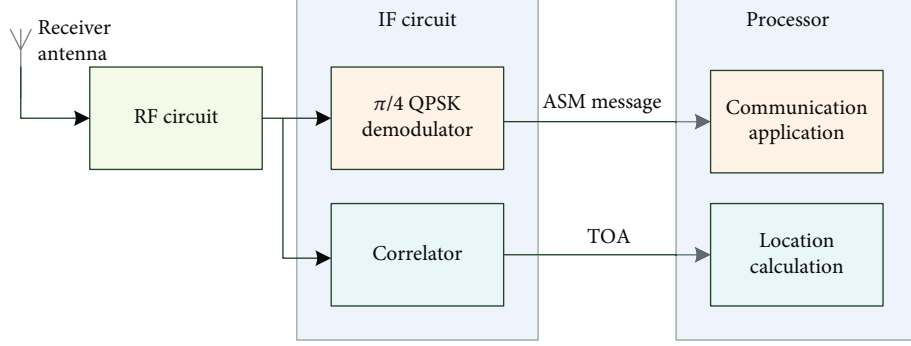 IF circuit
Processor
Receiver
antenna
RF circuit
π/4 QPSK
demodulator
ASM message
Communication
application
Correlator
TOA
Location
calculation